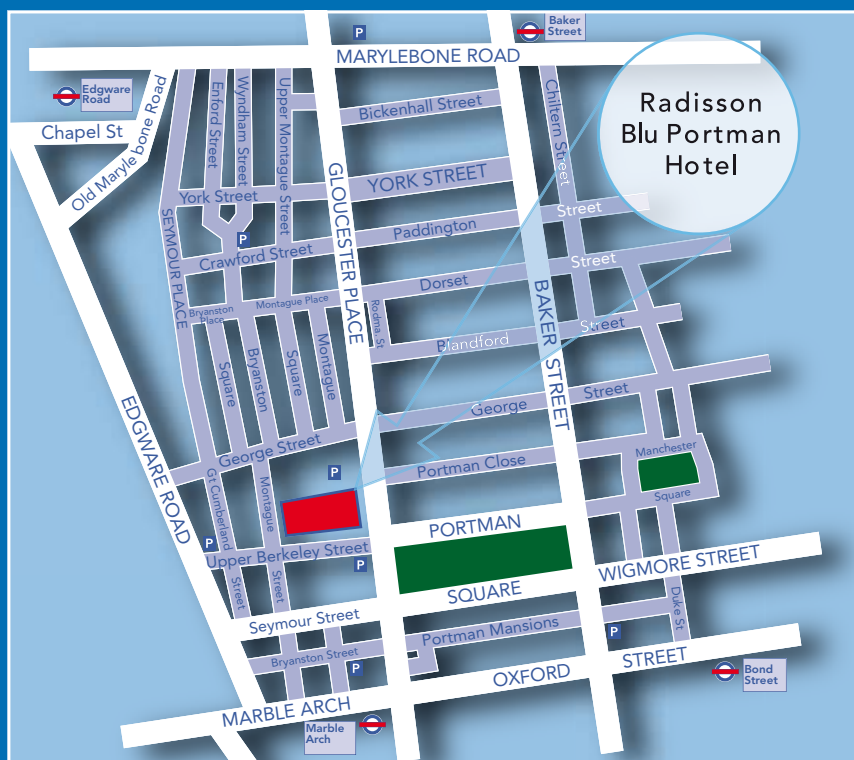 P
Baker
Street
MARYLEBONE ROAD
Edgware
Road
Chapel St
Old Maryle bone Road
Enford Street
Wyndham Street
Upper Montague Street
Bickenhall Street
Chiltern Street
Radisson
Blu Portman
Hotel
York Street
YORK STREET
GLOUCESTER PLACE
SEYMOUR PLACE
P
Crawford Street
Paddington
Street
Dorset
Street
Bryanston
Place
Montague Place
Rodma. St
BAKER STREET
Blandford
Street
Square
Bryanston
Square
Montague
EDGWARE ROAD
George Street
George
Street
P
Portman Close
Manchester
Square
Gt Cumberland
Street
Montague
Street
PORTMAN
SQUARE
P
Upper Berkeley Street
P
WIGMORE STREET
Seymour Street
Duke St
Portman Mansions
P
Bryanston Street
P
OXFORD STREET
MARBLE ARCH
Bond
Street
Marble
Arch